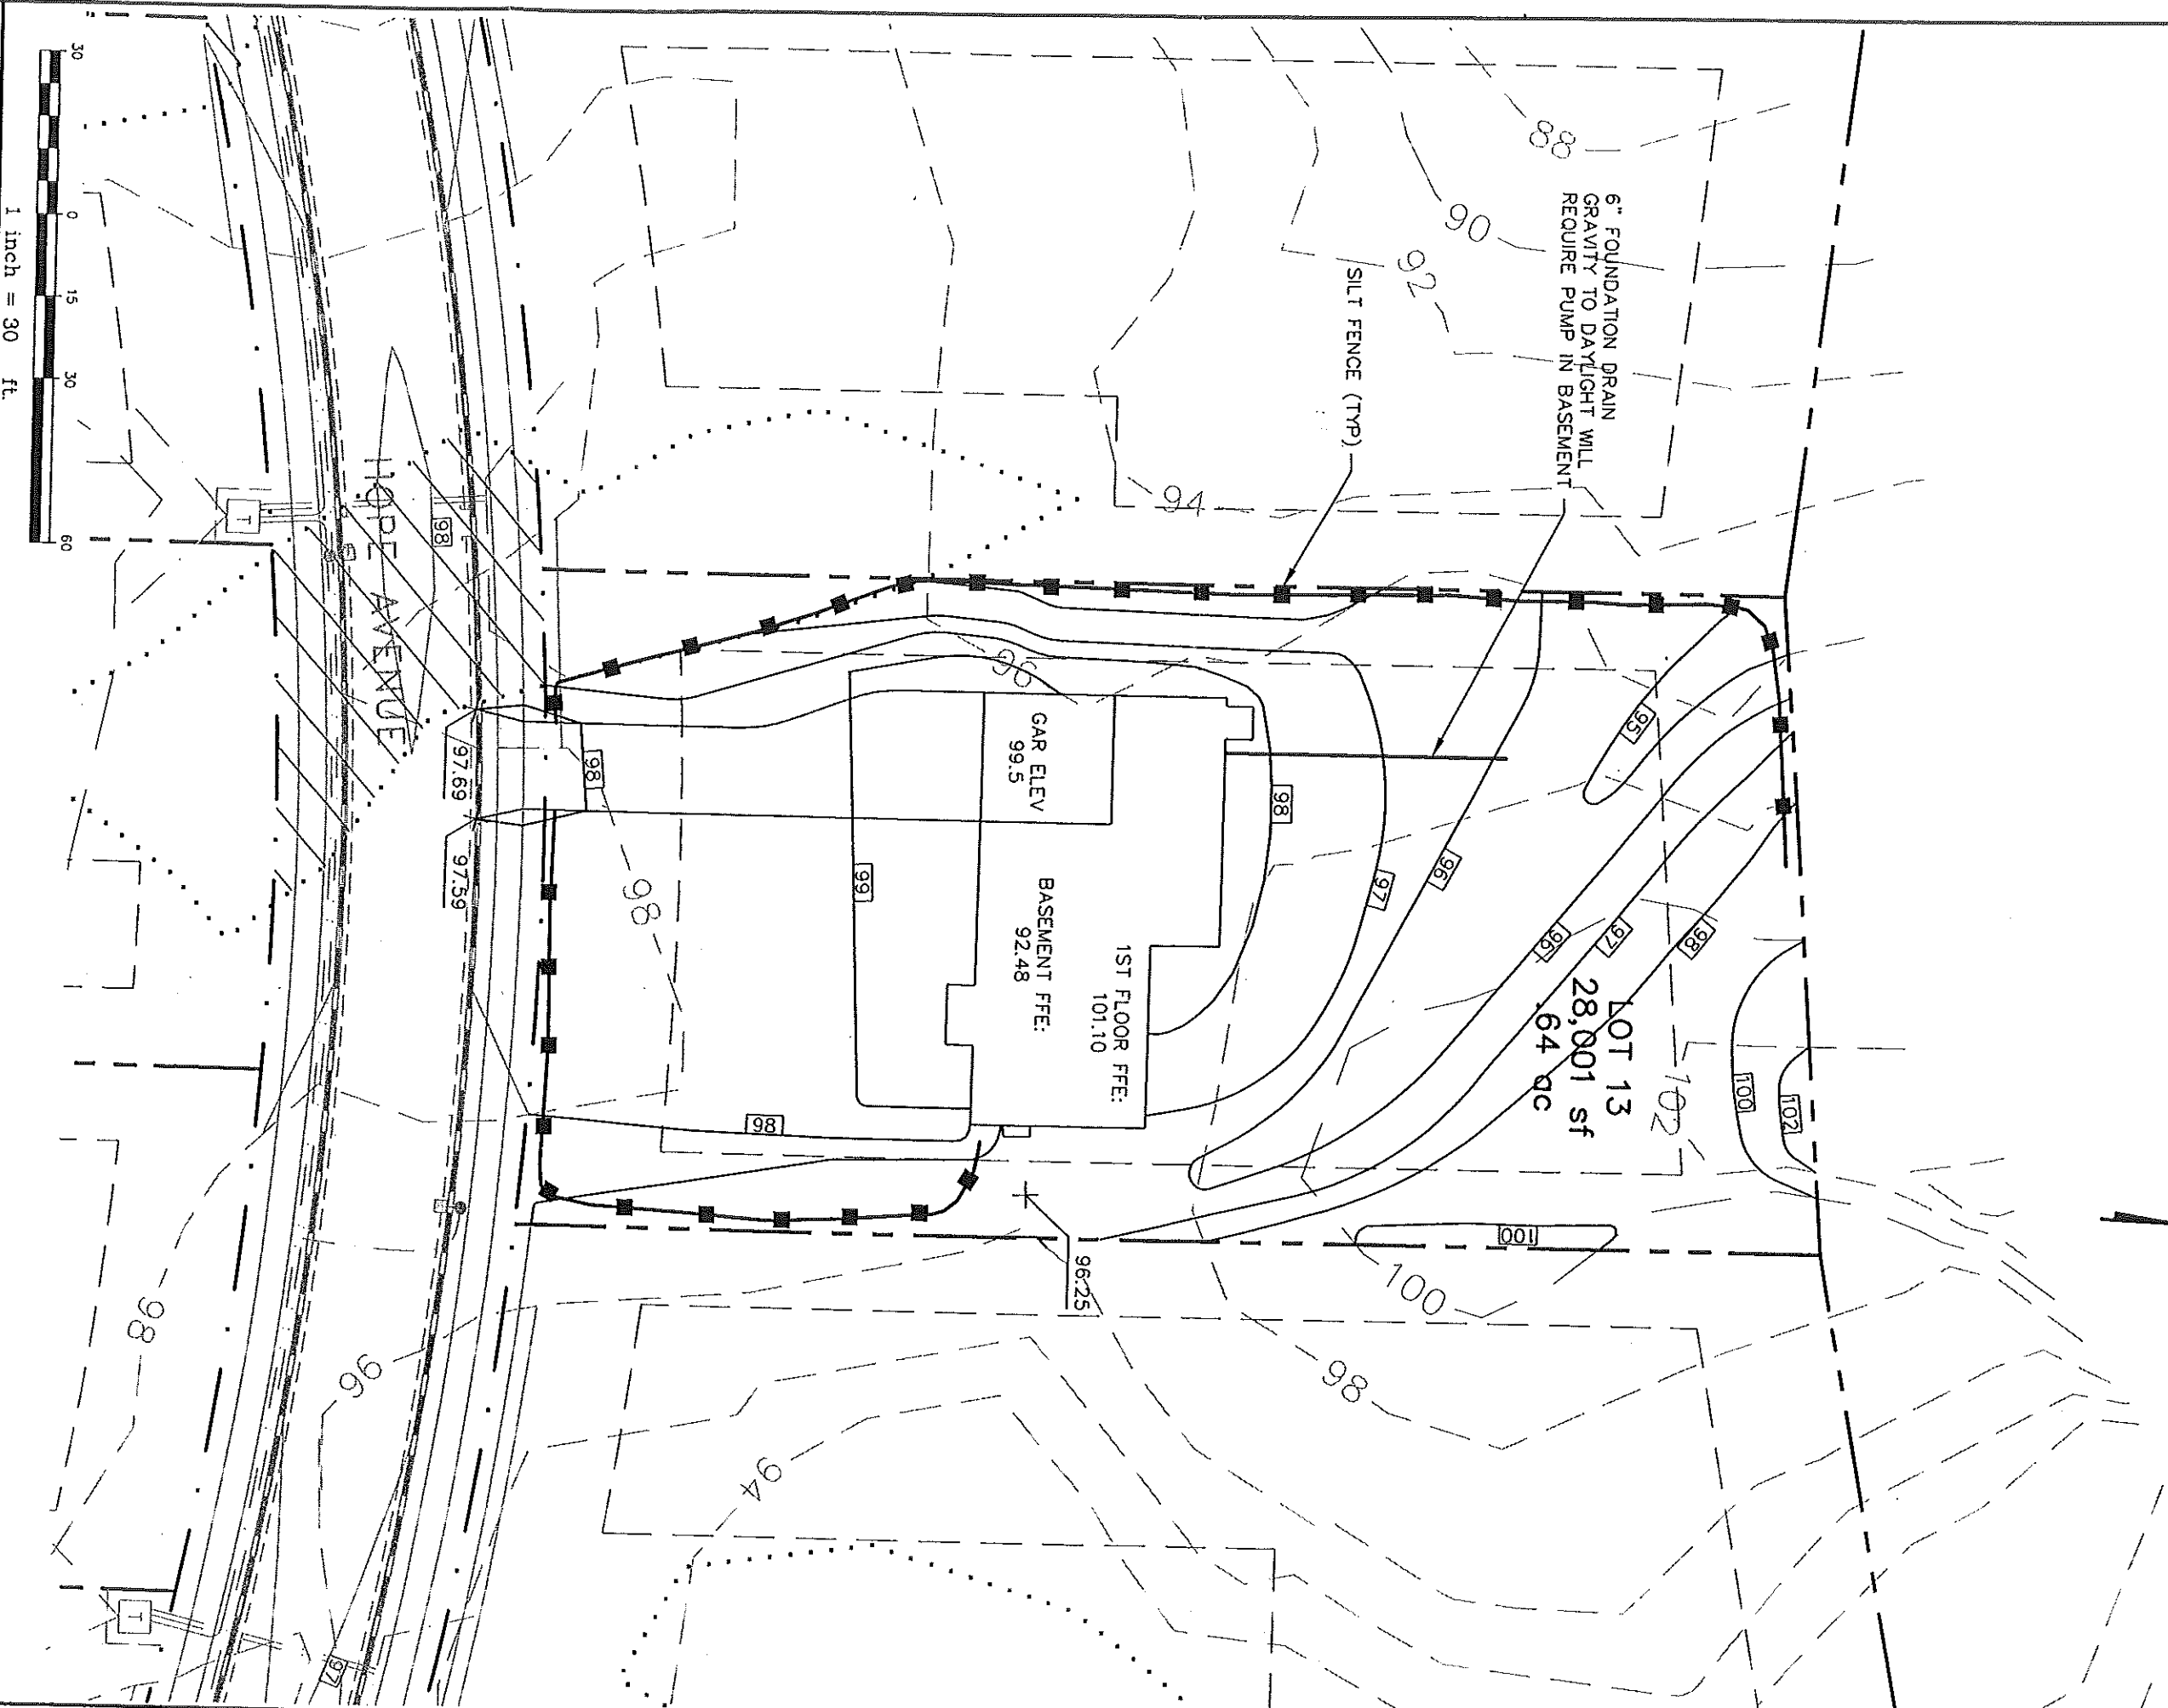 6" FOUNDATION DRAIN
GRAVITY TO DAYLIGHT WILL
REQUIRE PUMP IN BASEMENT
SILT FENCE (TYP)
88
90
92
94
96
95
98
97
96
96
97
98
LOT 13
28,001 sf
.64 ac
102
100
102
100
100
98
94
96
98
96.25
1ST FLOOR FFE:
101.10
BASEMENT FFE:
92.48
GAR ELEV
99.5
99
98
98
98
97.69
97.59
HOPE AVENUE
98
97
T
T
30
0
15
30
60
1 inch = 30 ft.